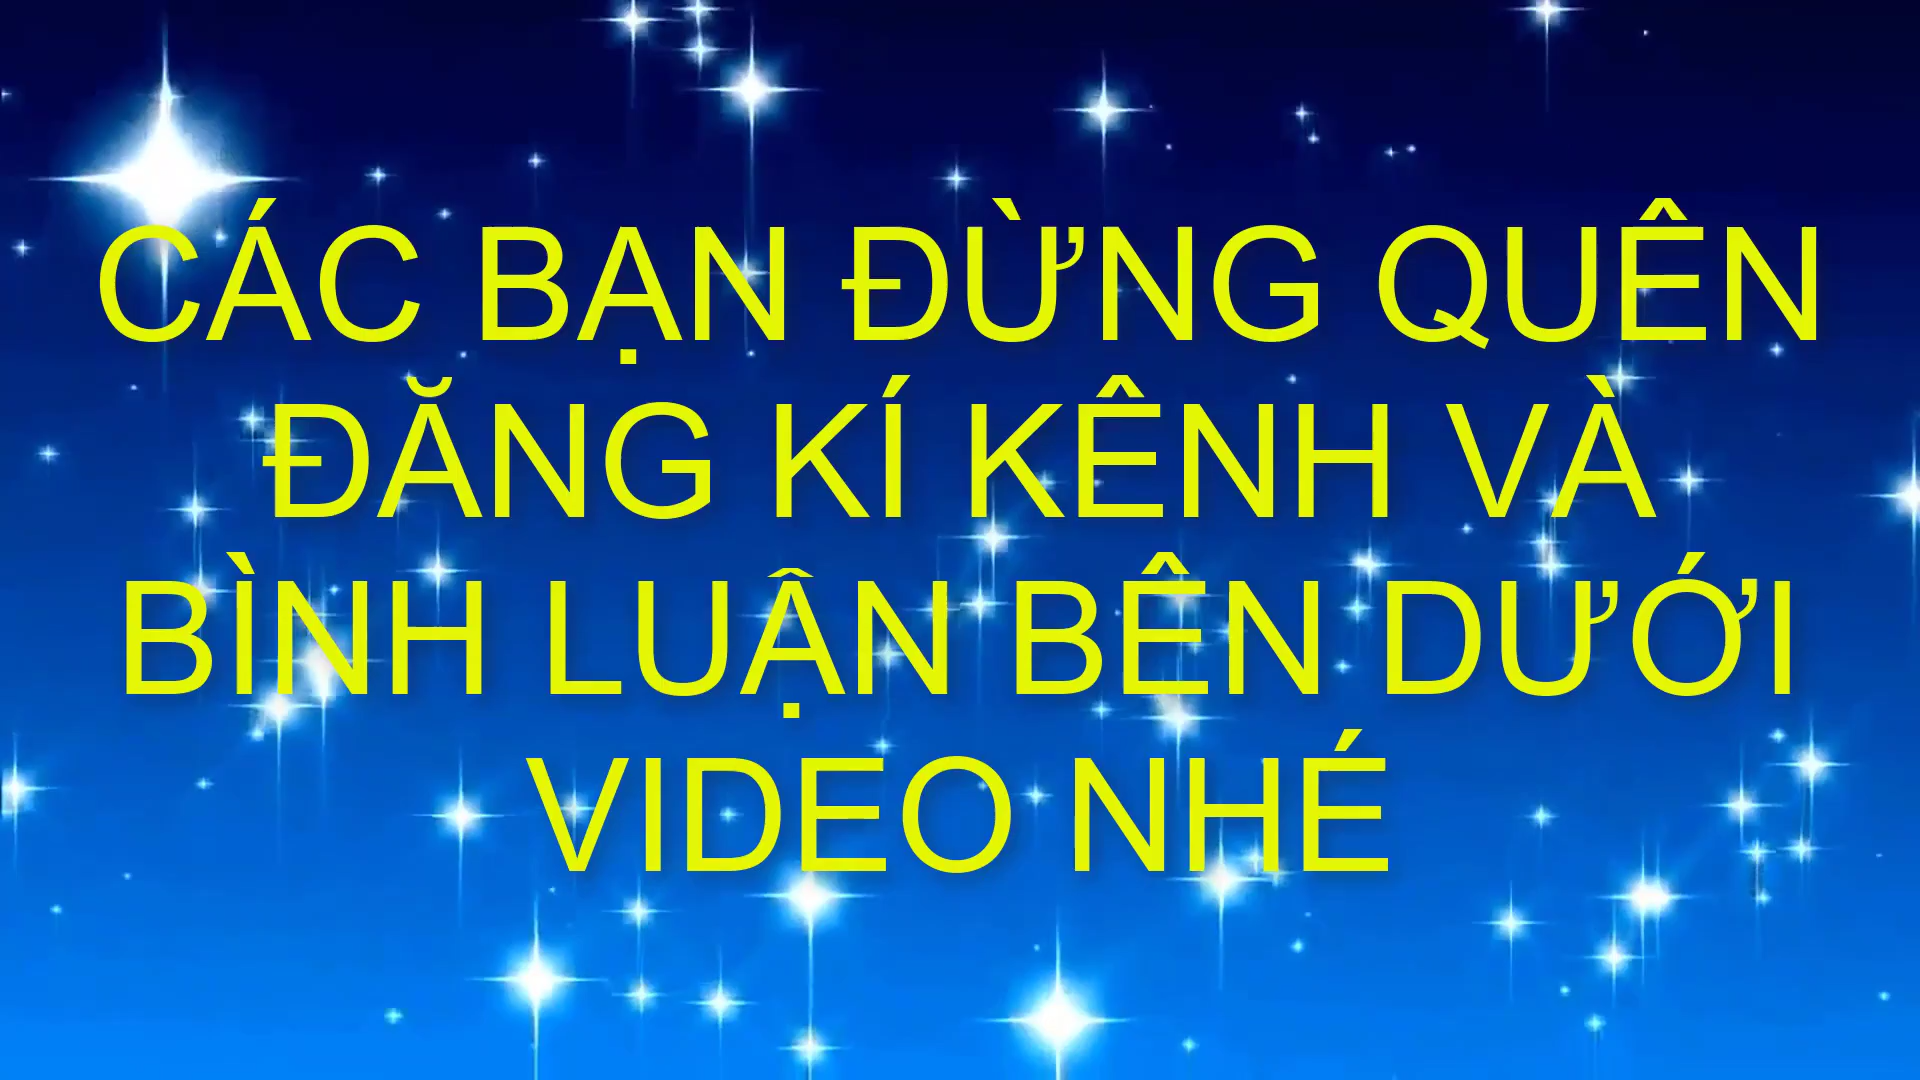 CÁC BẠN ĐỪNG QUÊN
ĐĂNG KÍ KÊNH VÀ
BÌNH LUẬN BÊN DƯỚI
VIDEO NHÉ